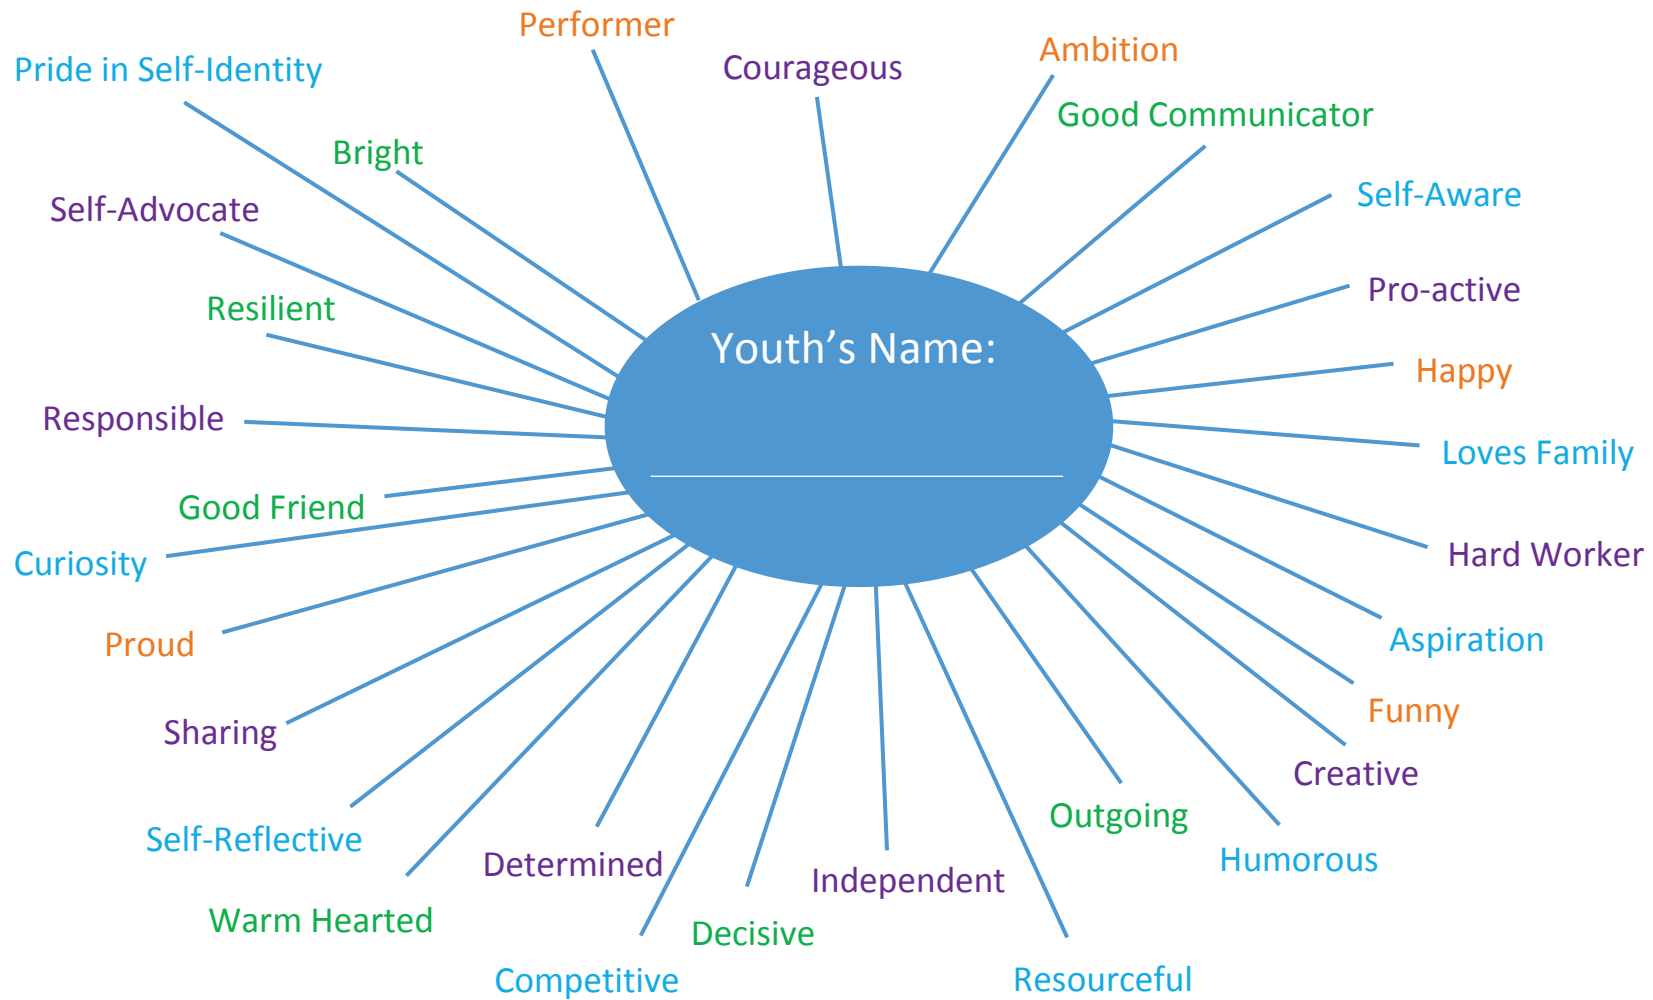 Performer
Ambition
Courageous
Pride in Self-Identity
Good Communicator
Bright
Self-Aware
Self-Advocate
Pro-active
Resilient
Youth’s Name:
Happy
Responsible
Loves Family
Good Friend
Hard Worker
Curiosity
Aspiration
Proud
Funny
Sharing
Creative
Outgoing
Self-Reflective
Humorous
Determined
Independent
Warm Hearted
Decisive
Competitive
Resourceful